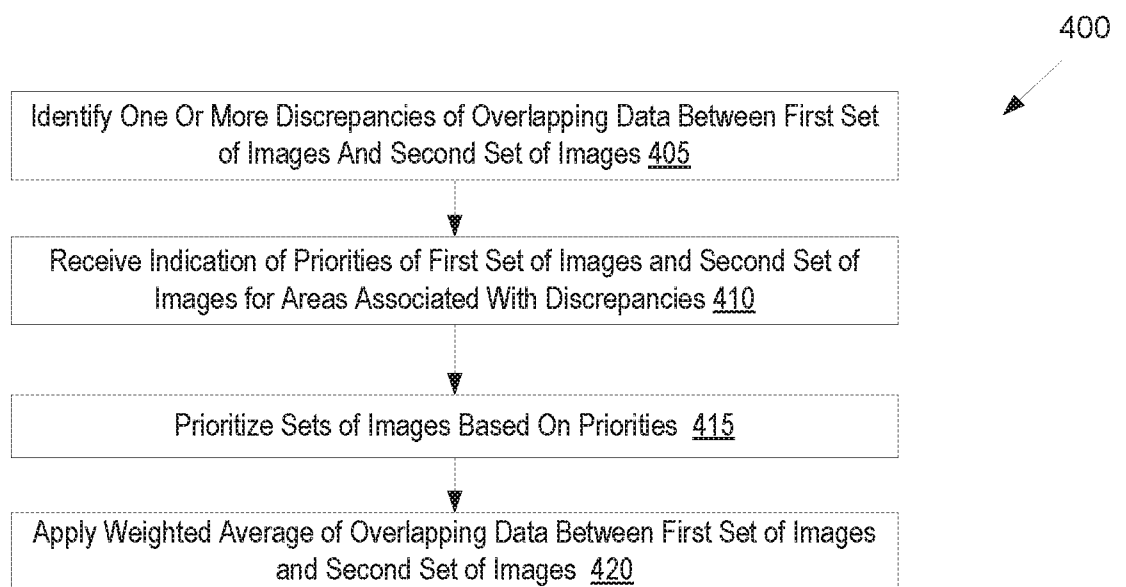 400
Identify One Or More Discrepancies of Overlapping Data Between First Set
of Images And Second Set of Images 405
Receive Indication of Priorities of First Set of Images and Second Set of
Images for Areas Associated With Discrepancies 410
Prioritize Sets of Images Based On Priorities 415
Apply Weighted Average of Overlapping Data Between First Set of Images
and Second Set of Images 420